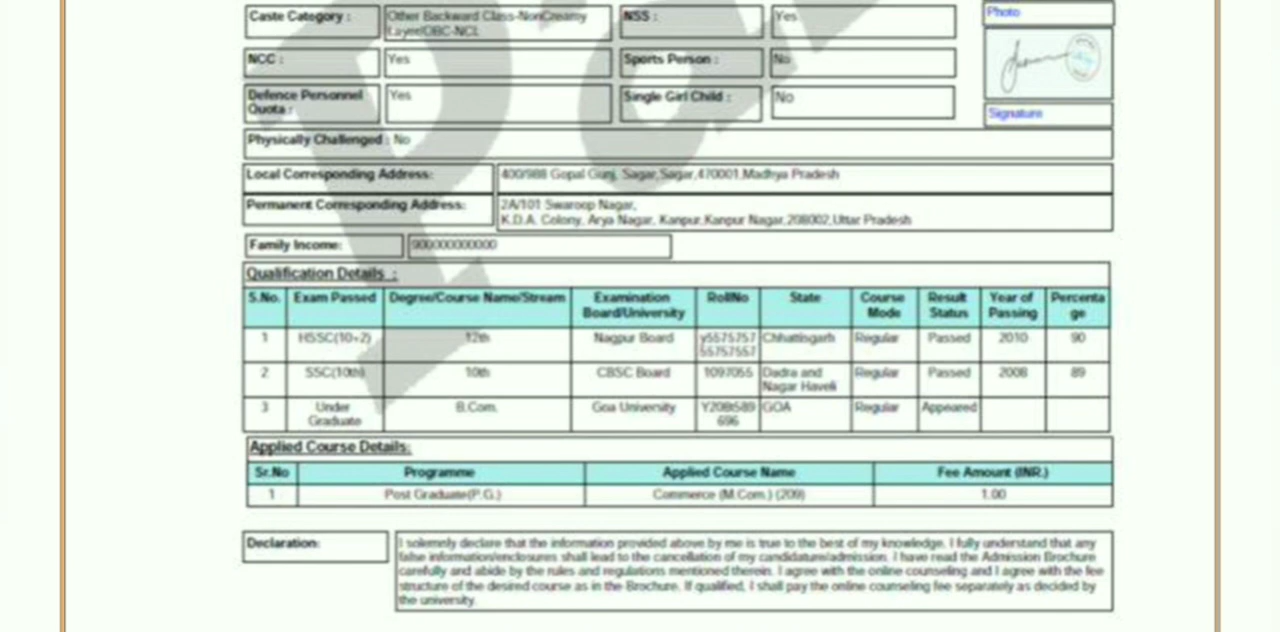 Caste Category : Other Backward Class-NonCreamy Layer/OBC-NCL NSS : Yes Photo
NCC : Yes Sports Person : No
Defence Personnel Quota : Yes Single Girl Child : No Signature
Physically Challenged : No
Local Corresponding Address: 400/988 Gopal Gunj, Sagar,Sagar,470001,Madhya Pradesh
Permanent Corresponding Address: 2A/101 Swaroop Nagar,
K.D.A. Colony, Arya Nagar, Kanpur,Kanpur Nagar,208002,Uttar Pradesh
Family Income: 900000000000
Qualification Details :
S.No. Exam Passed Degree/Course Name/Stream Examination Board/University RollNo State Course Mode Result Status Year of Passing Percenta ge
1 HSSC(10+2) 12th Nagpur Board y5575757 55757557 Chhattisgarh Regular Passed 2010 90
2 SSC(10th) 10th CBSC Board 1097055 Dadra and Nagar Haveli Regular Passed 2008 89
3 Under Graduate B.Com. Goa University GOA Regular Appeared
Applied Course Details:
Sr.No Programme Applied Course Name Fee Amount (INR.)
1 Post Graduate(P.G.) Commerce (M.Com.) (209) 1.00
Declaration: I solemnly declare that the information provided above by me is true to the best of my knowledge. I fully understand that any
false information/enclosures shall lead to the cancellation of my candidature/admission. I have read the Admission Brochure
carefully and abide by the rules and regulations mentioned therein. I agree with the online counseling and I agree with the fee
structure of the desired course as in the Brochure. If qualified, I shall pay the online counseling fee separately as decided by
the university.